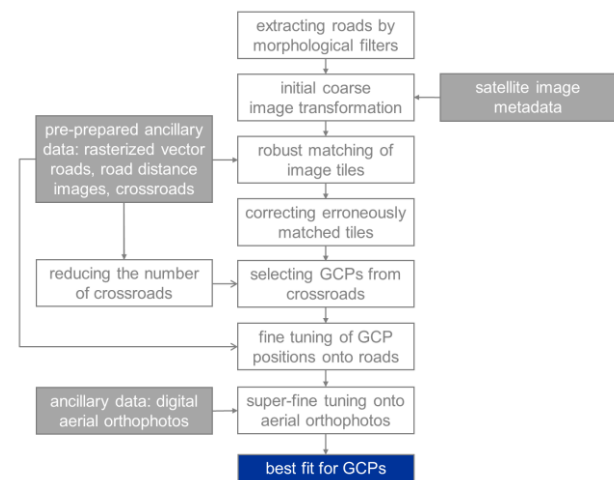 extracting roads by
morphological filters
initial coarse
image transformation
satellite image
metadata
pre-prepared ancillary
data: rasterized vector
roads, road distance
images, crossroads
robust matching of
image tiles
correcting erroneously
matched tiles
reducing the number
of crossroads
selecting GCPs from
crossroads
fine tuning of GCP
positions onto roads
ancillary data: digital
aerial orthophotos
super-fine tuning onto
aerial orthophotos
best fit for GCPs